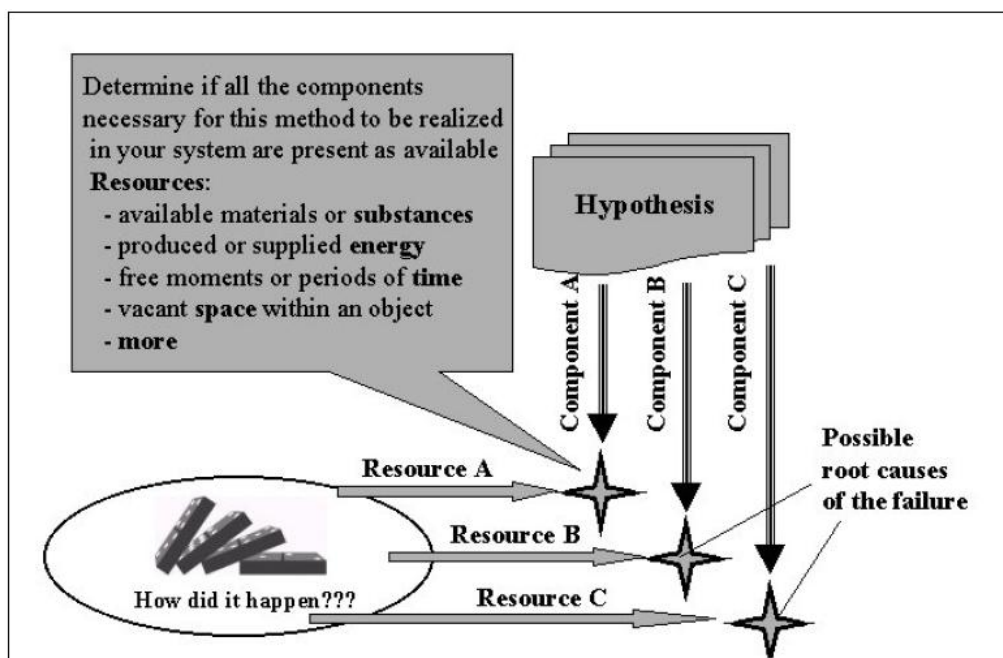 Determine if all the components
necessary for this method to be realized
in your system are present as available
Resources:
- available materials or substances
- produced or supplied energy
- free moments or periods of time
- vacant space within an object
- more
Hypothesis
Component A
Component B
Component C
Possible
root causes
of the failure
Resource A
Resource B
Resource C
How did it happen???